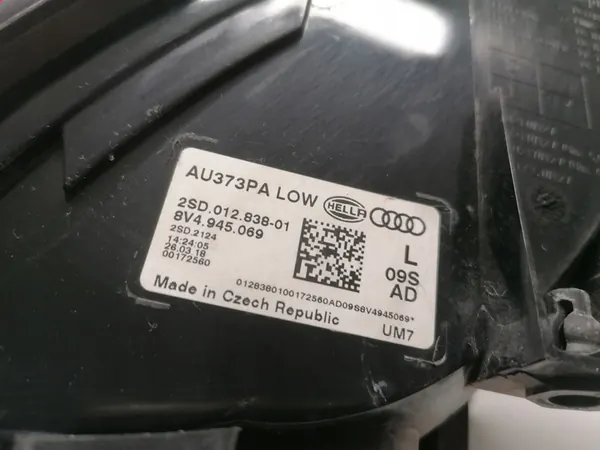 AU373PA LOW
HELLA
2SD.012.838-01
8V4.945.069
2SD.2124
14:24:05
26.03.18
00172560
L
09S
AD
0128380100172560AD09S8V4945069*
Made in Czech Republic
UM7